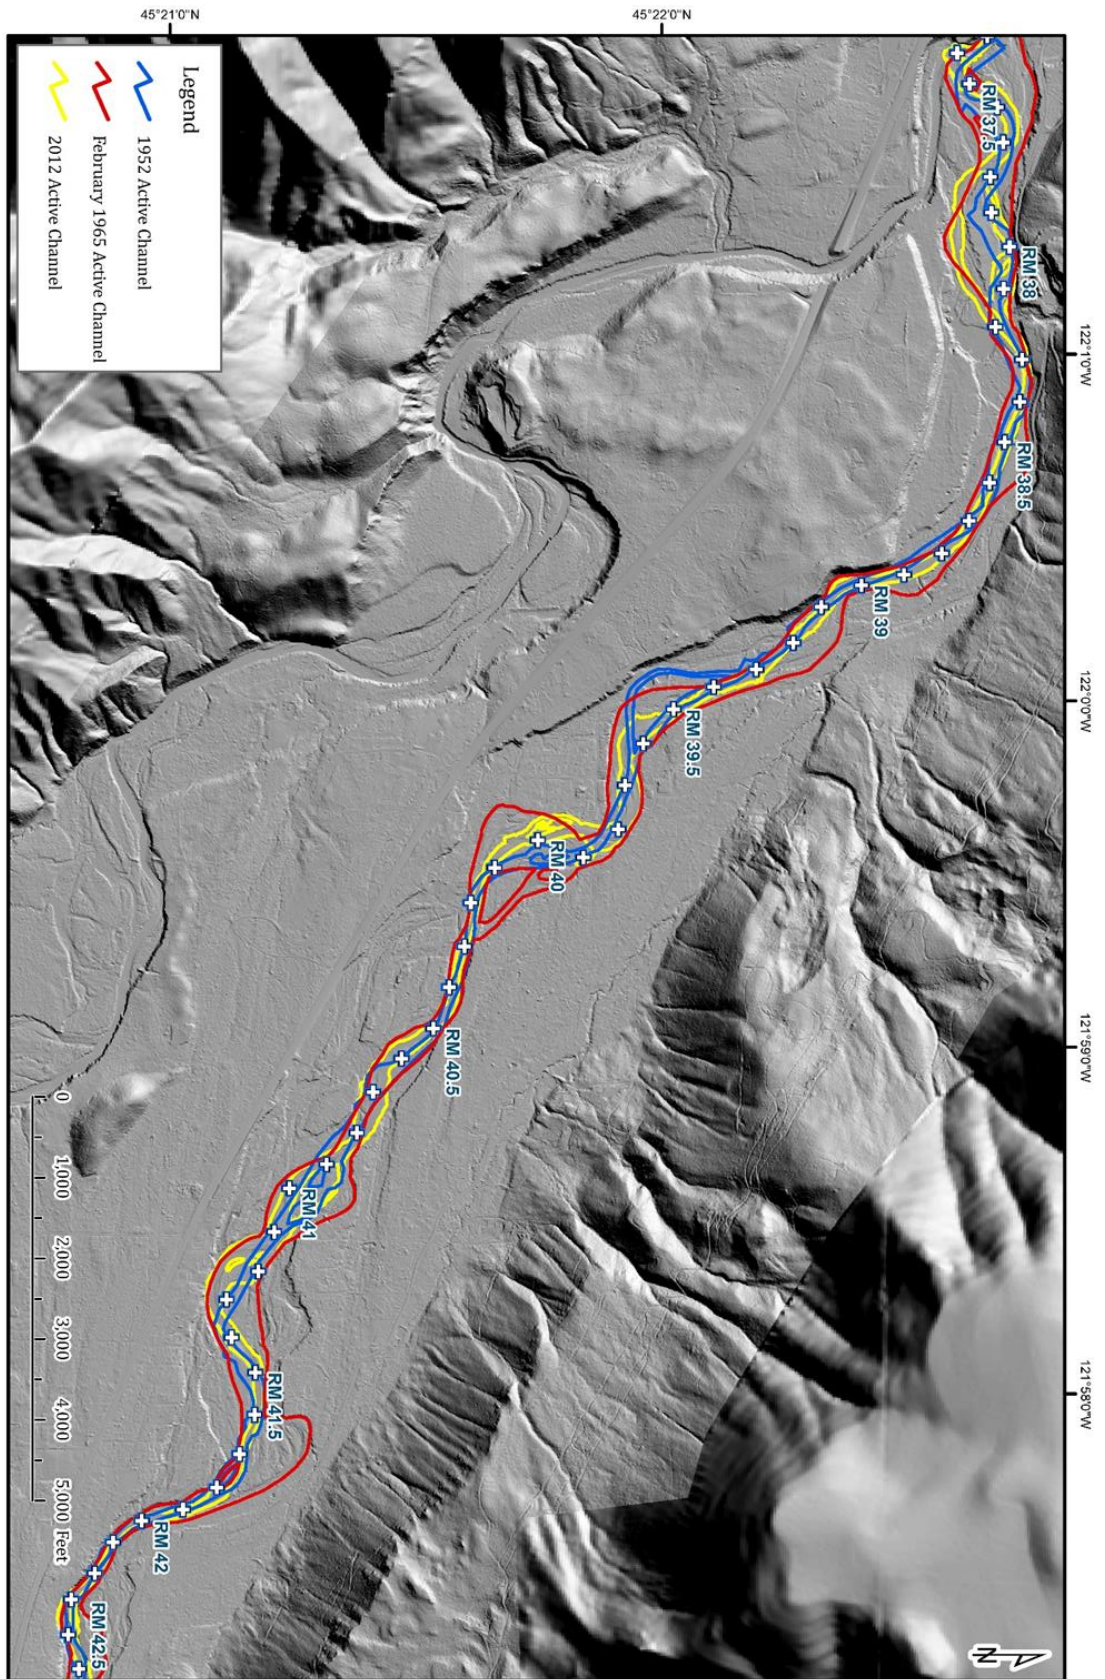 45°21'0"N
45°22'0"N
122°1'0"W
122°0'0"W
121°59'0"W
121°58'0"W
RM 37.5
RM 38
RM 38.5
RM 39
RM 39.5
RM 40
RM 40.5
RM 41
RM 41.5
RM 42
RM 42.5
Legend
1952 Active Channel
February 1965 Active Channel
2012 Active Channel
0 1,000 2,000 3,000 4,000 5,000 Feet
N